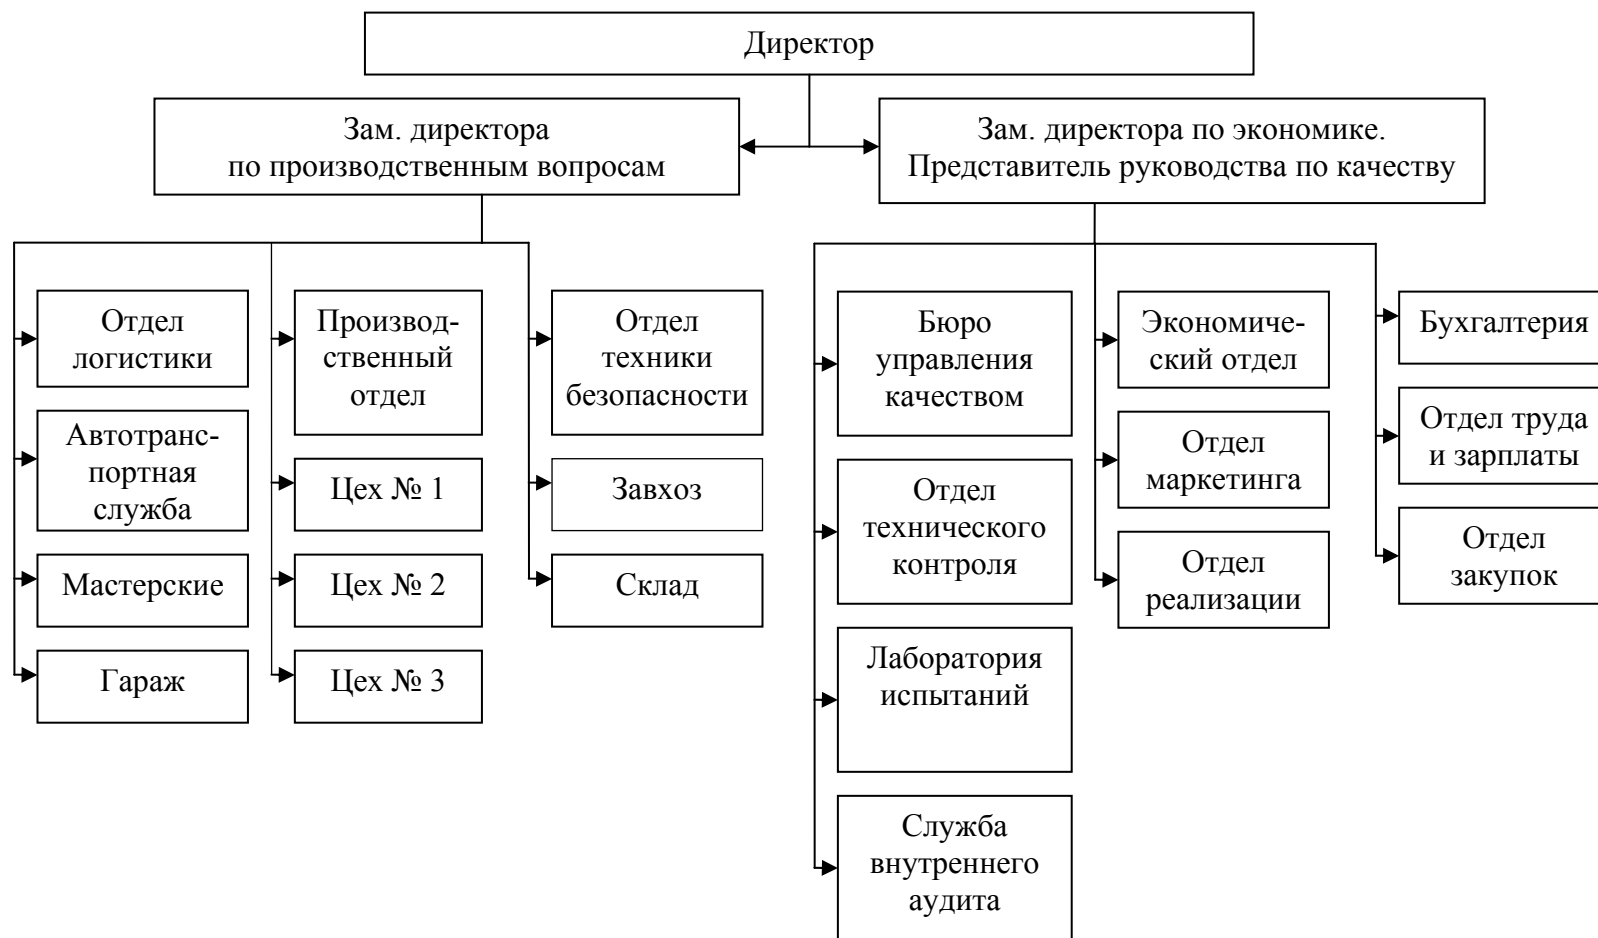 Директор
Зам. директора
по производственным вопросам
Зам. директора по экономике.
Представитель руководства по качеству
Отдел
логистики
Автотранс-
портная
служба
Мастерские
Гараж
Производ-
ственный
отдел
Цех № 1
Цех № 2
Цех № 3
Отдел
техники
безопасности
Завхоз
Склад
Бюро
управления
качеством
Отдел
технического
контроля
Лаборатория
испытаний
Служба
внутреннего
аудита
Экономиче-
ский отдел
Отдел
маркетинга
Отдел
реализации
Бухгалтерия
Отдел труда
и зарплаты
Отдел
закупок